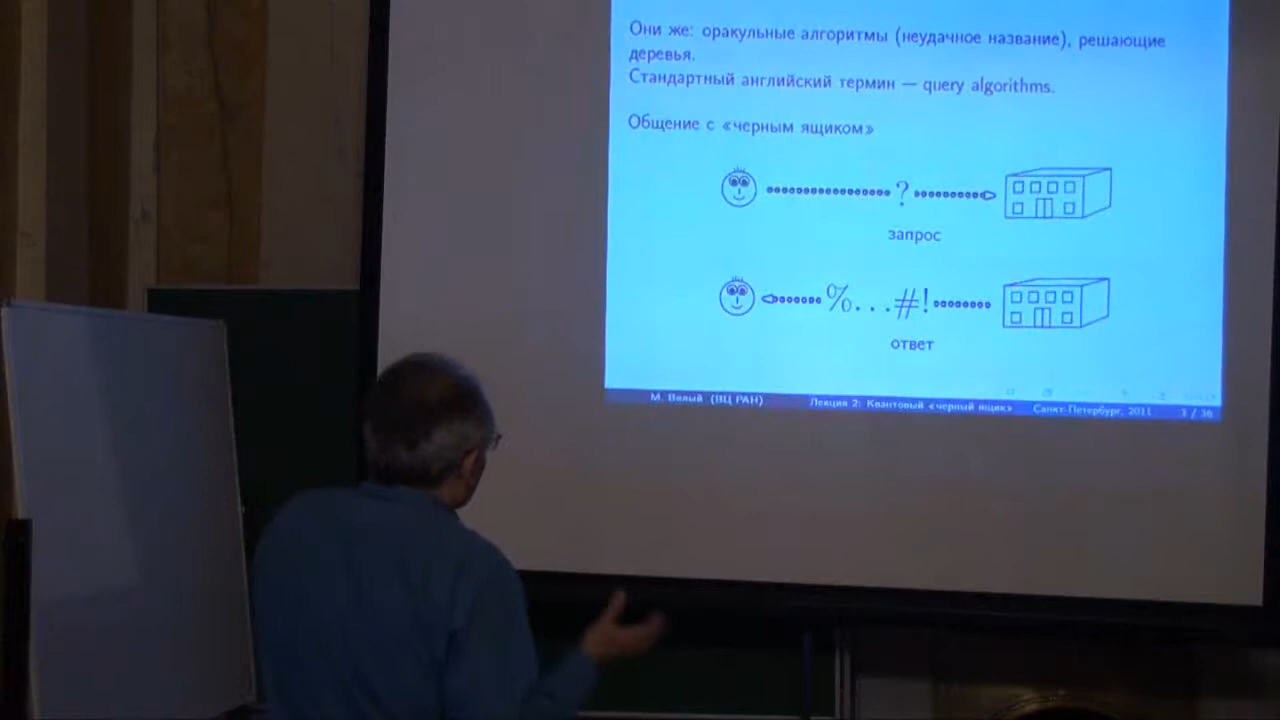 Они же: оракульные алгоритмы (неудачное название), решающие
деревья.
Стандартный английский термин — query algorithms.
Общение с «черным ящиком»
?
запрос
%...#!
ответ
М. Вялый (ВЦ РАН) Лекция 2: Квантовый «черный ящик» Санкт-Петербург, 2011 3 / 36